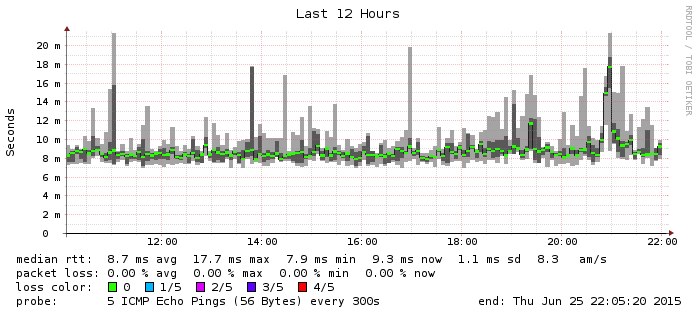 Last 12 Hours
RRDTOOL / TOBI OETIKER
Seconds
20 m
18 m
16 m
14 m
12 m
10 m
8 m
6 m
4 m
2 m
0
12:00 14:00 16:00 18:00 20:00 22:00
median rtt: 8.7 ms avg 17.7 ms max 7.9 ms min 9.3 ms now 1.1 ms sd 8.3 am/s
packet loss: 0.00 % avg 0.00 % max 0.00 % min 0.00 % now
loss color: 0 1/5 2/5 3/5 4/5
probe: 5 ICMP Echo Pings (56 Bytes) every 300s end: Thu Jun 25 22:05:20 2015